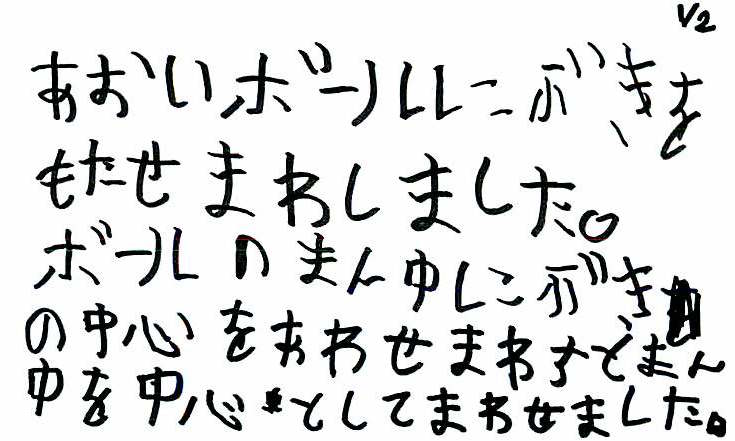 1/2
あおいボールにぶきを
もたせまわしました。
ボールのまん中にぶき
の中心をあわせまわすとまん
中を中心としてまわせました。